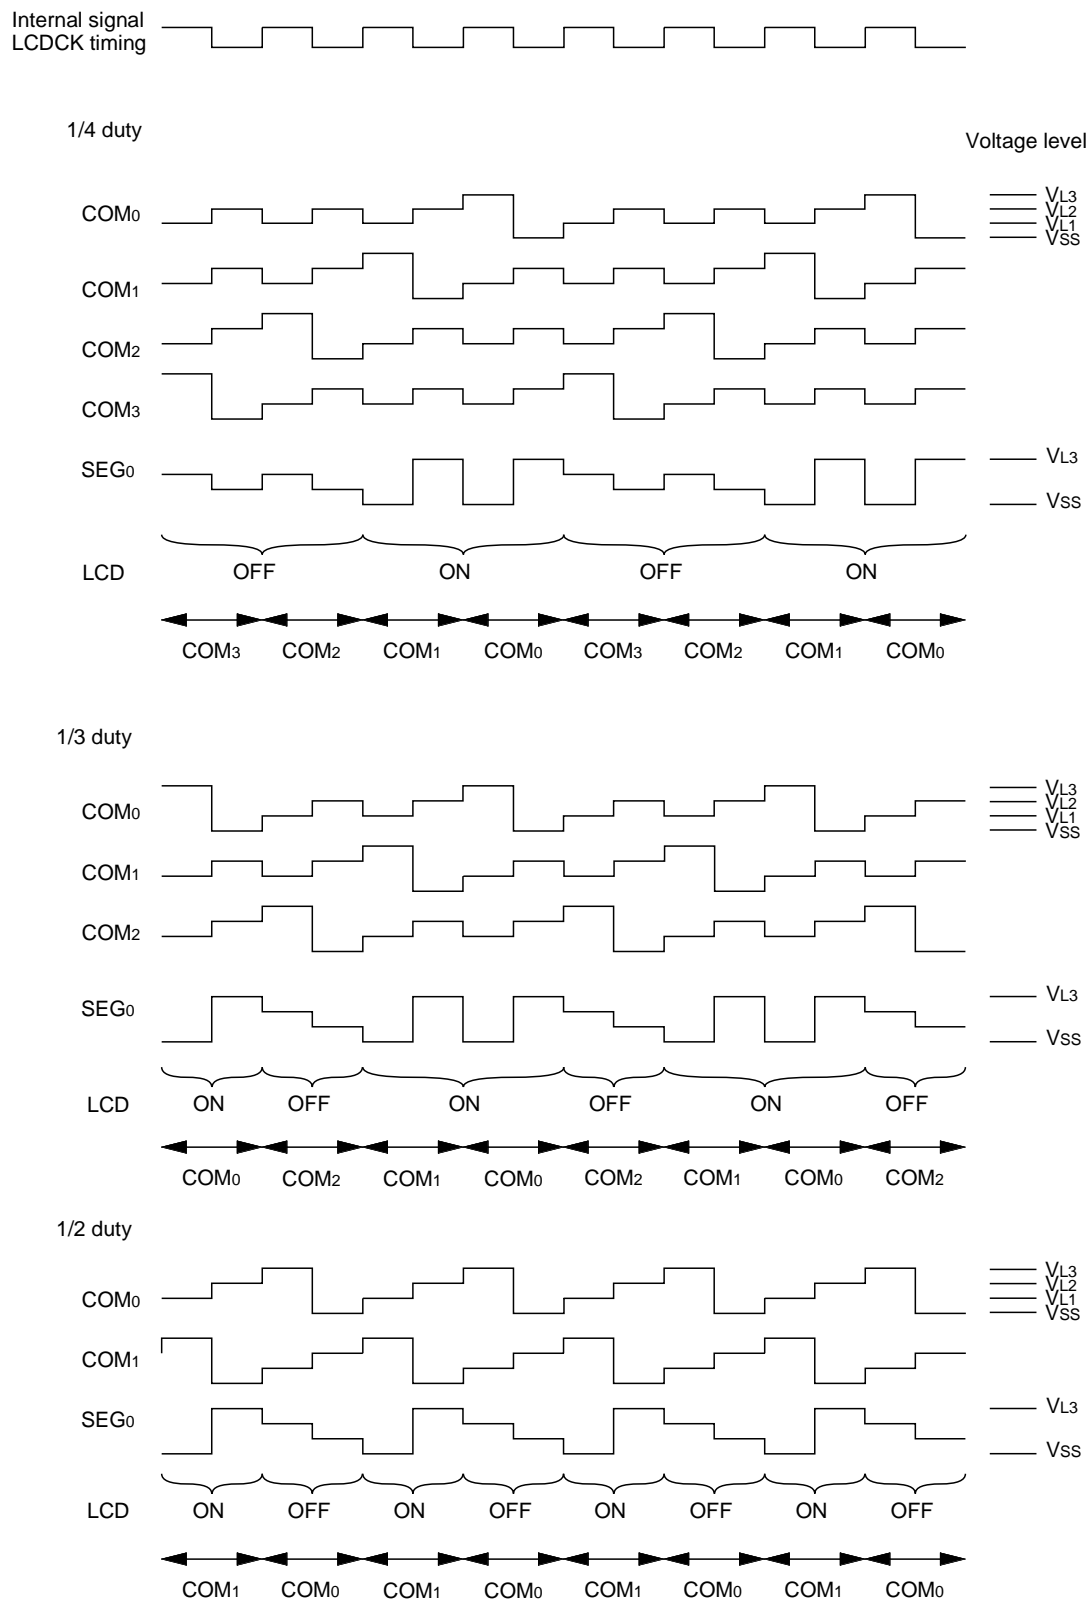 Internal signal
LCDCK timing
1/4 duty
Voltage level
COM0
VL3
VL2
VL1
VSS
COM1
COM2
COM3
SEG0
VL3
VSS
LCD
OFF ON OFF ON
COM3 COM2 COM1 COM0 COM3 COM2 COM1 COM0
1/3 duty
COM0
VL3
VL2
VL1
VSS
COM1
COM2
SEG0
VL3
VSS
LCD
ON OFF ON OFF ON OFF
COM0 COM2 COM1 COM0 COM2 COM1 COM0 COM2
1/2 duty
COM0
VL3
VL2
VL1
VSS
COM1
SEG0
VL3
VSS
LCD
ON OFF ON OFF ON OFF ON OFF
COM1 COM0 COM1 COM0 COM1 COM0 COM1 COM0